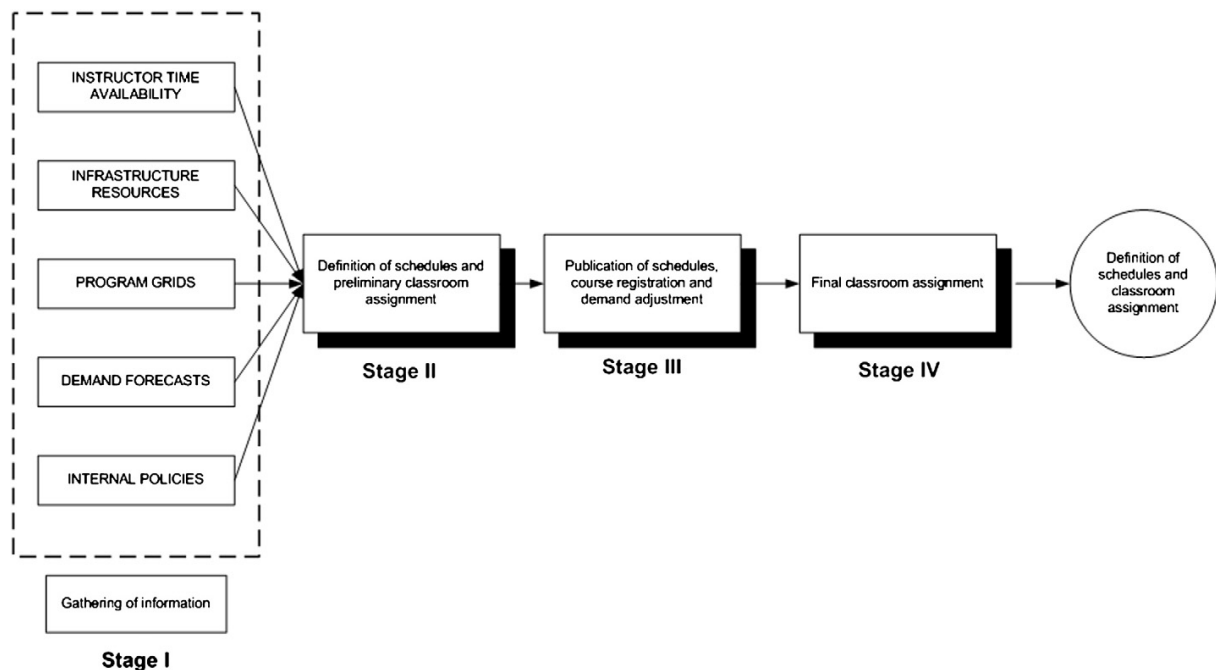 INSTRUCTOR TIME
AVAILABILITY
INFRASTRUCTURE
RESOURCES
PROGRAM GRIDS
DEMAND FORECASTS
INTERNAL POLICIES
Gathering of information
Stage I
Definition of schedules and
preliminary classroom
assignment
Stage II
Publication of schedules,
course registration and
demand adjustment
Stage III
Final classroom assignment
Stage IV
Definition of
schedules and
classroom
assignment